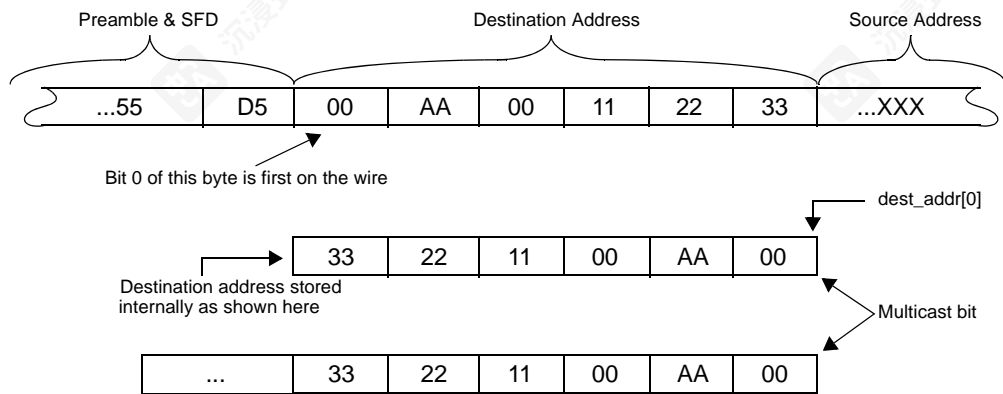 Preamble & SFD Destination Address Source Address
...55 D5 00 AA 00 11 22 33 ...XXX
Bit 0 of this byte is first on the wire
dest_addr[0]
33 22 11 00 AA 00
Destination address stored
internally as shown here
Multicast bit
... 33 22 11 00 AA 00